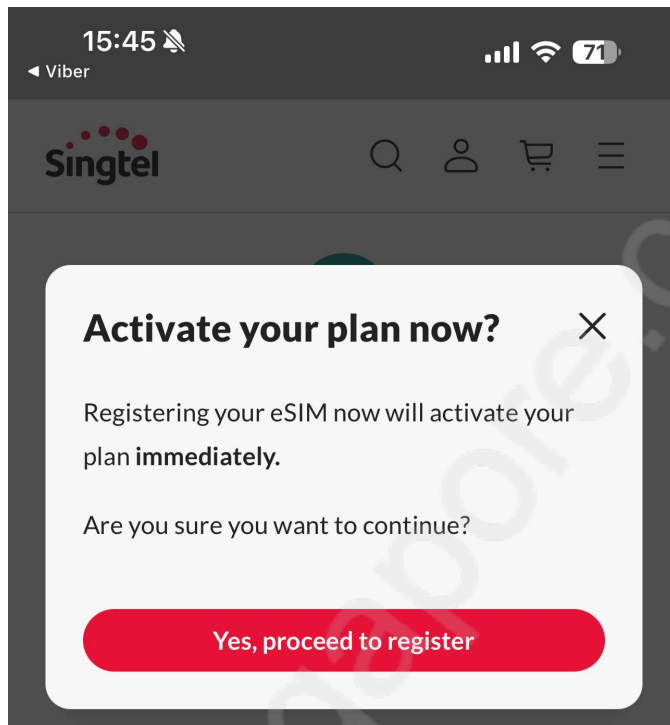 15:45
71
◀ Viber
Singtel
Activate your plan now?
Registering your eSIM now will activate your
plan immediately.
Are you sure you want to continue?
Yes, proceed to register
gapore.